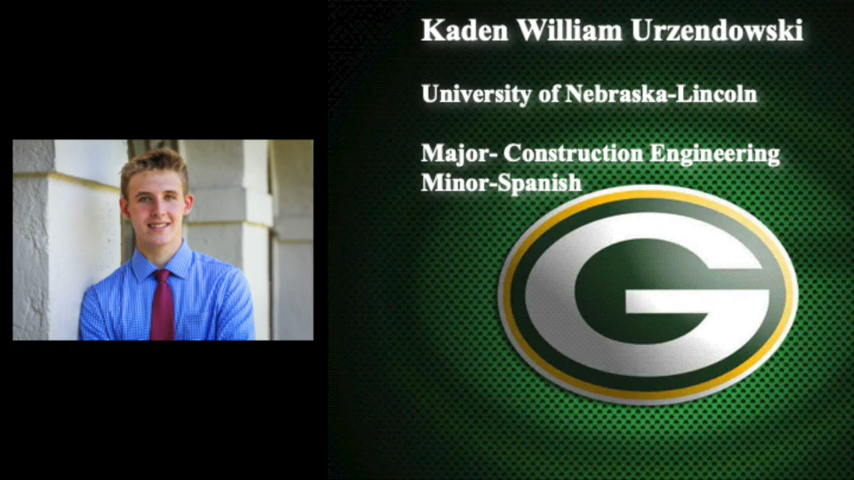 Kaden William Urzendowski
University of Nebraska-Lincoln
Major- Construction Engineering
Minor-Spanish
G